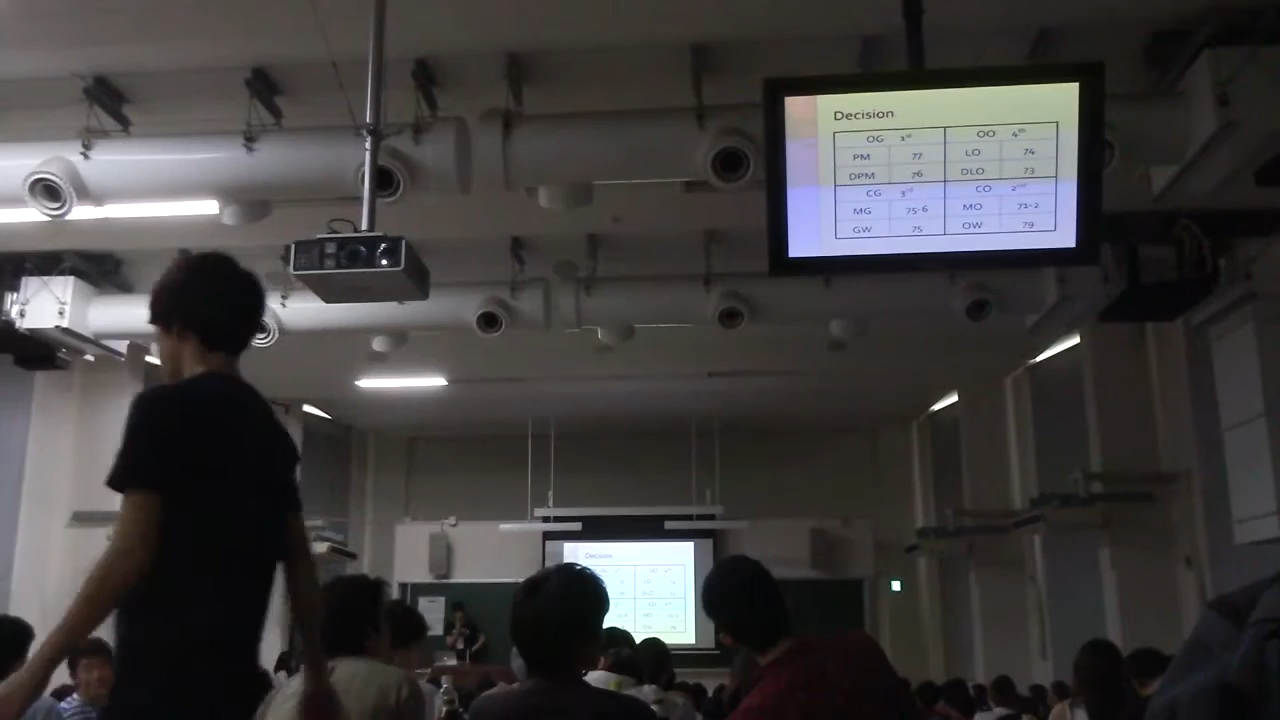 Decision
OG 1st OO 4th
PM 77 LO 74
DPM 76 DLO 73
CG 3rd CO 2nd
MG 75-6 MO 71-2
GW 75 OW 79
Decision